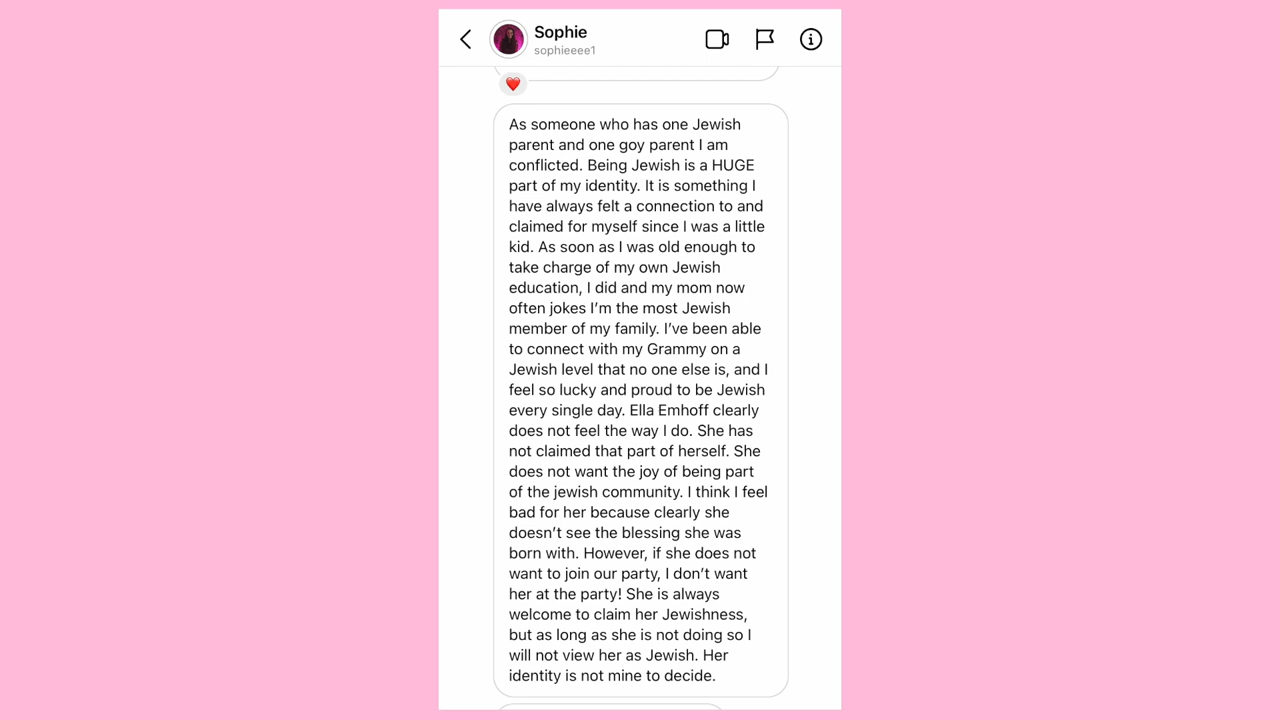 Sophie
sophieeee1
As someone who has one Jewish
parent and one goy parent I am
conflicted. Being Jewish is a HUGE
part of my identity. It is something I
have always felt a connection to and
claimed for myself since I was a little
kid. As soon as I was old enough to
take charge of my own Jewish
education, I did and my mom now
often jokes I’m the most Jewish
member of my family. I’ve been able
to connect with my Grammy on a
Jewish level that no one else is, and I
feel so lucky and proud to be Jewish
every single day. Ella Emhoff clearly
does not feel the way I do. She has
not claimed that part of herself. She
does not want the joy of being part
of the jewish community. I think I feel
bad for her because clearly she
doesn’t see the blessing she was
born with. However, if she does not
want to join our party, I don’t want
her at the party! She is always
welcome to claim her Jewishness,
but as long as she is not doing so I
will not view her as Jewish. Her
identity is not mine to decide.